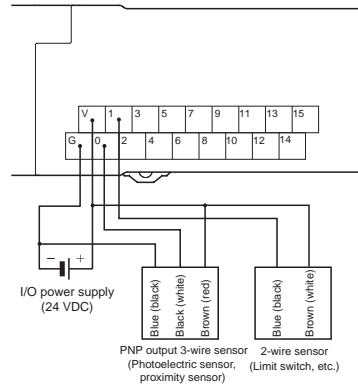 V 1 3 5 7 9 11 13 15
G 0 2 4 6 8 10 12 14
− +
I/O power supply
(24 VDC)
Blue (black)
Black (white)
Brown (red)
Blue (black)
Brown (white)
PNP output 3-wire sensor
(Photoelectric sensor,
proximity sensor)
2-wire sensor
(Limit switch, etc.)